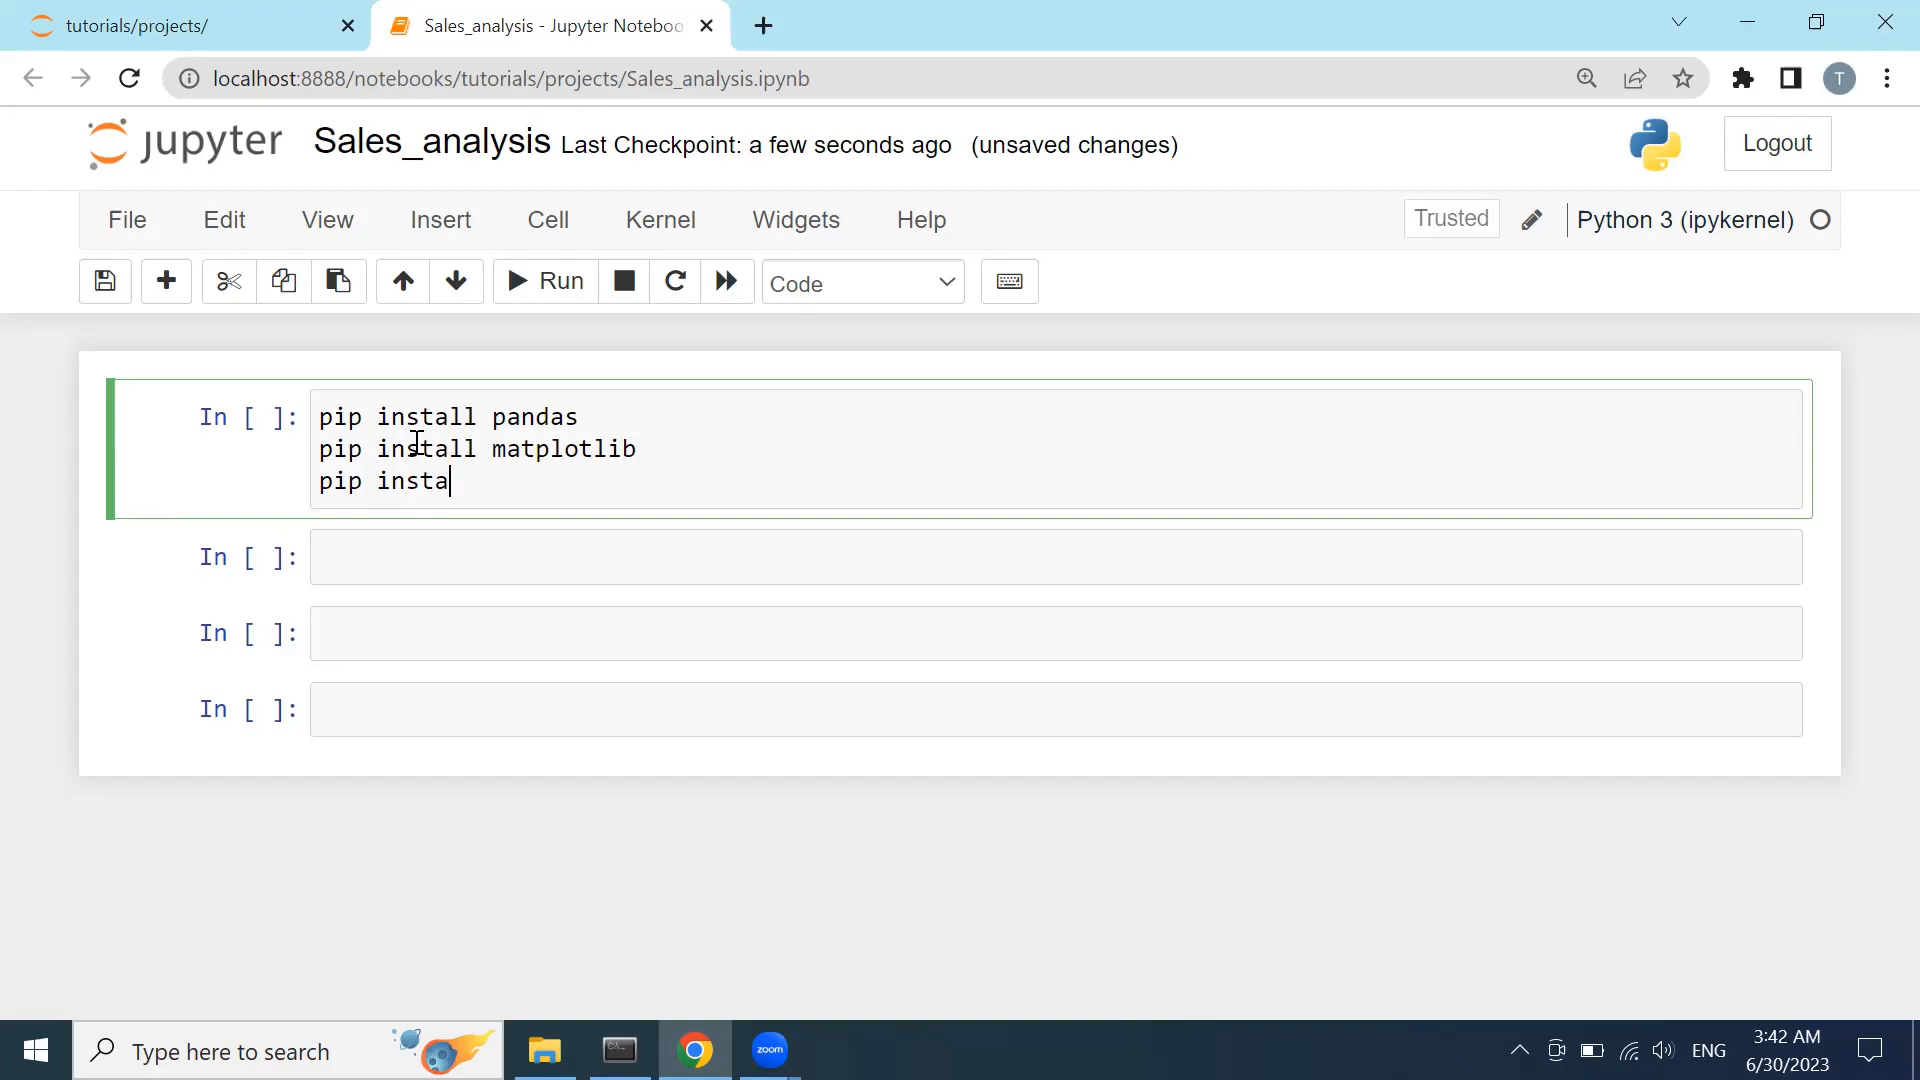 tutorials/projects/
Sales_analysis - Jupyter Noteboo
localhost:8888/notebooks/tutorials/projects/Sales_analysis.ipynb
T
jupyter Sales_analysis Last Checkpoint: a few seconds ago (unsaved changes)
Logout
File Edit View Insert Cell Kernel Widgets Help
Trusted
Python 3 (ipykernel)
Run
Code
In [ ]:
pip install pandas
pip install matplotlib
pip insta
In [ ]:
In [ ]:
In [ ]:
Type here to search
zoom
ENG
3:42 AM
6/30/2023